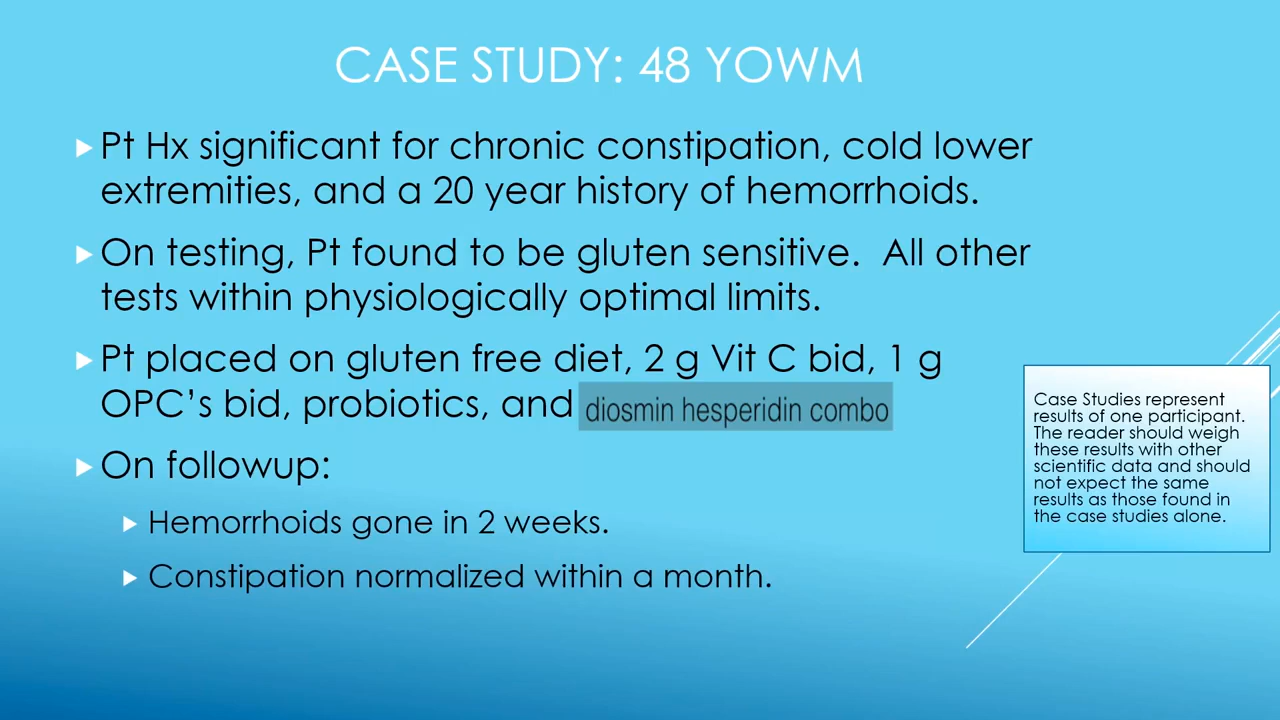 CASE STUDY: 48 YOWM
Pt Hx significant for chronic constipation, cold lower
extremities, and a 20 year history of hemorrhoids.
On testing, Pt found to be gluten sensitive.  All other
tests within physiologically optimal limits.
Pt placed on gluten free diet, 2 g Vit C bid, 1 g
OPC’s bid, probiotics, and diosmin hesperidin combo
On followup:
Hemorrhoids gone in 2 weeks.
Constipation normalized within a month.
Case Studies represent
results of one participant.
The reader should weigh
these results with other
scientific data and should
not expect the same
results as those found in
the case studies alone.